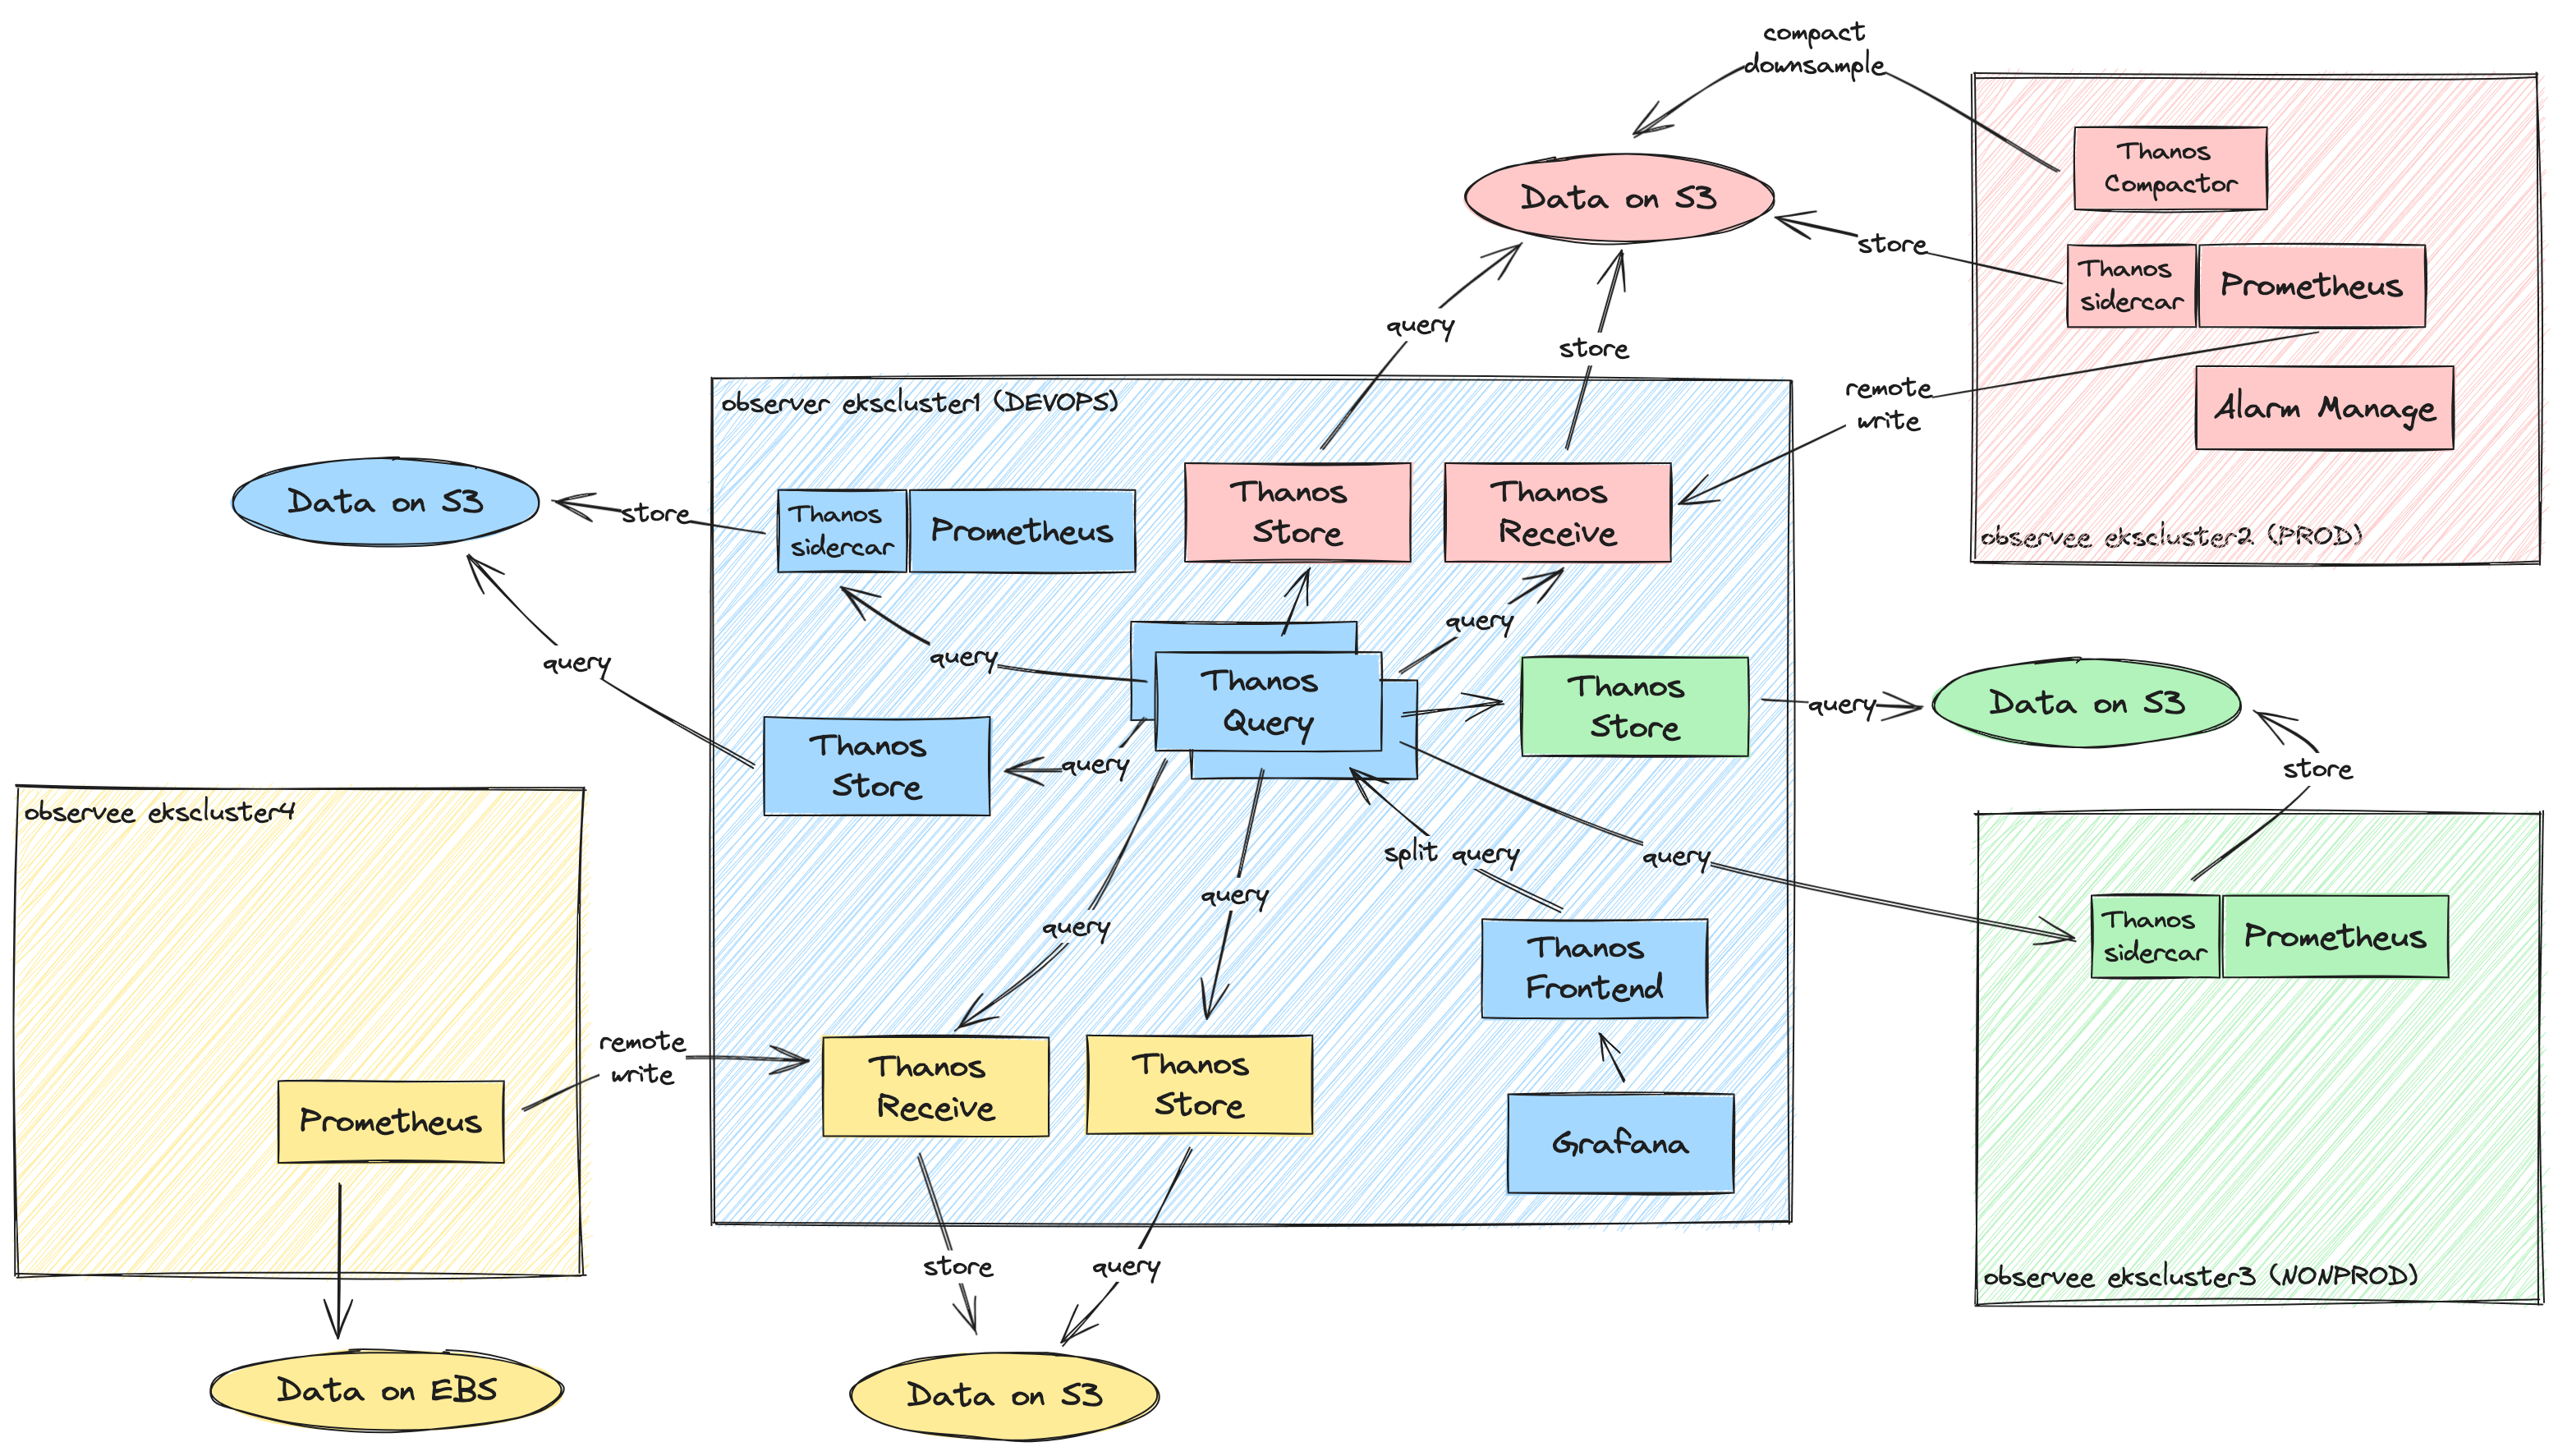 compact
downsample
Thanos
Compactor
Data on S3
store
Thanos
sidercar
Prometheus
query
store
remote
write
Alarm Manage
observee ekscluster2 (PROD)
observer ekscluster1 (DEVOPS)
Data on S3
store
Thanos
sidercar
Prometheus
Thanos
Store
Thanos
Receive
query
query
query
Thanos
Query
Thanos
Store
query
Data on S3
Thanos
Store
query
store
observee ekscluster4
split query
query
query
query
Thanos
sidercar
Prometheus
Thanos
Frontend
remote
write
Thanos
Receive
Thanos
Store
Prometheus
Grafana
store
query
observee ekscluster3 (NONPROD)
Data on EBS
Data on S3